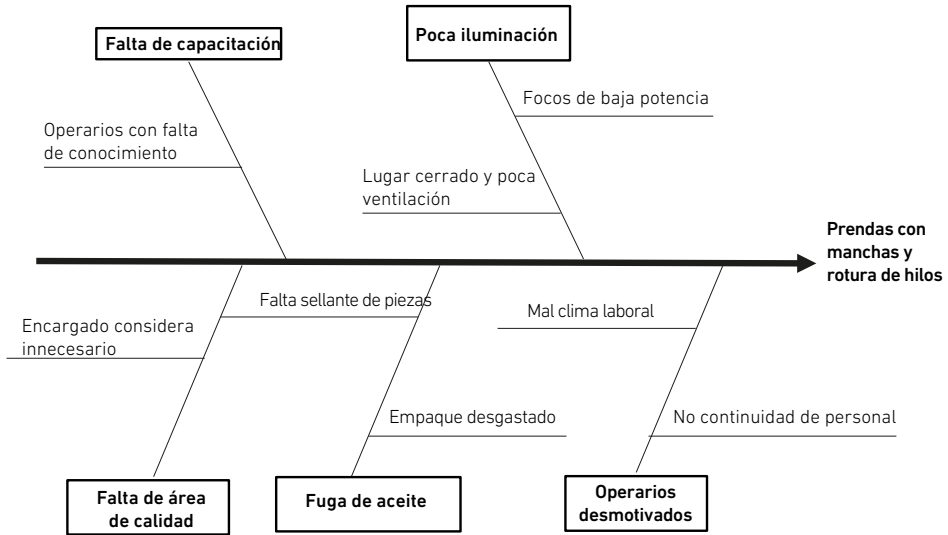 Falta de capacitación
Poca iluminación
Focos de baja potencia
Operarios con falta
de conocimiento
Lugar cerrado y poca
ventilación
Prendas con
manchas y
rotura de hilos
Falta sellante de piezas
Mal clima laboral
Encargado considera
innecesario
Empaque desgastado
No continuidad de personal
Falta de área
de calidad
Fuga de aceite
Operarios
desmotivados